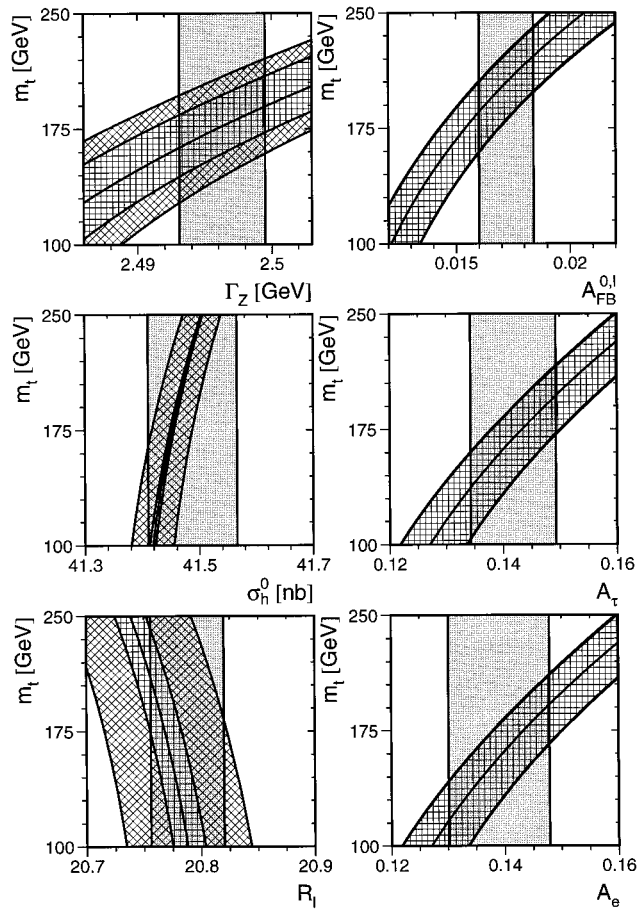 250
m_t [GeV]
175
100
2.49
2.5
Γ_Z [GeV]
250
m_t [GeV]
175
100
0.015
0.02
A_FB^0,l
250
m_t [GeV]
175
100
41.3
41.5
41.7
σ_h^0 [nb]
250
m_t [GeV]
175
100
0.12
0.14
0.16
A_τ
250
m_t [GeV]
175
100
20.7
20.8
20.9
R_l
250
m_t [GeV]
175
100
0.12
0.14
0.16
A_e